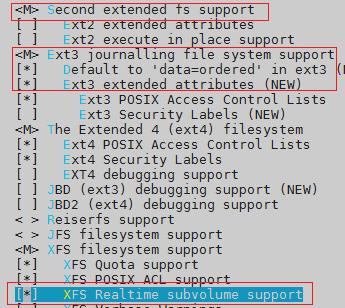 <M> Second extended fs support
[ ] Ext2 extended attributes
[ ] Ext2 execute in place support
<M> Ext3 journalling file system support
[*] Default to 'data=ordered' in ext3 (
[*] Ext3 extended attributes (NEW)
[*] Ext3 POSIX Access Control Lists
[ ] Ext3 Security Labels (NEW)
<M> The Extended 4 (ext4) filesystem
[*] Ext4 POSIX Access Control Lists
[*] Ext4 Security Labels
[ ] EXT4 debugging support
[ ] JBD (ext3) debugging support (NEW)
[ ] JBD2 (ext4) debugging support
< > Reiserfs support
< > JFS filesystem support
<M> XFS filesystem support
[*] XFS Quota support
[*] XFS POSIX ACL support
[*] XFS Realtime subvolume support